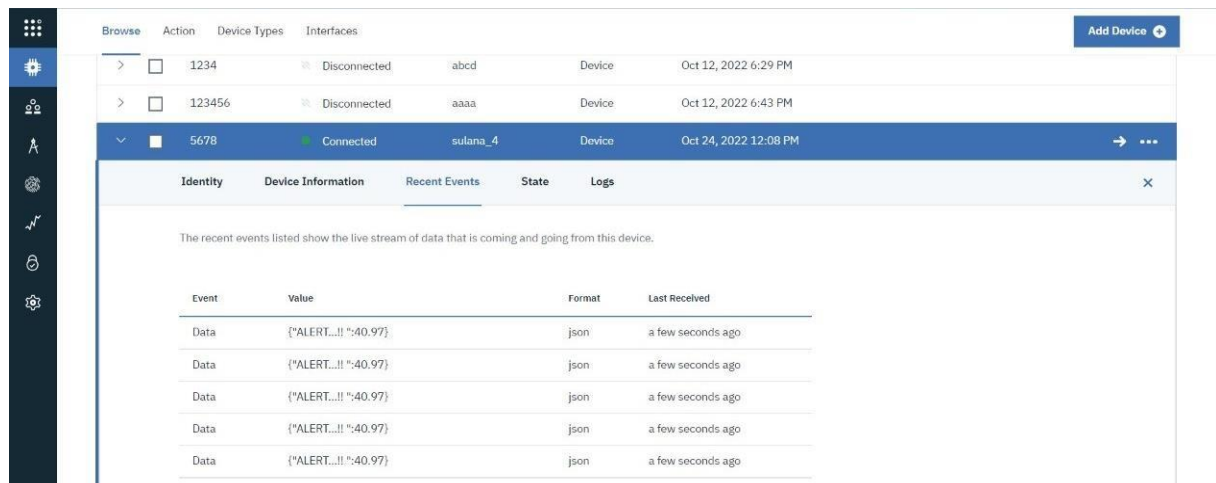 Browse Action Device Types Interfaces Add Device
1234 Disconnected abcd Device Oct 12, 2022 6:29 PM
123456 Disconnected aaaa Device Oct 12, 2022 6:43 PM
5678 Connected sulana_4 Device Oct 24, 2022 12:08 PM
Identity Device Information Recent Events State Logs
The recent events listed show the live stream of data that is coming and going from this device.
Event Value Format Last Received
Data {"ALERT...!! ":40.97} json a few seconds ago
Data {"ALERT...!! ":40.97} json a few seconds ago
Data {"ALERT...!! ":40.97} json a few seconds ago
Data {"ALERT...!! ":40.97} json a few seconds ago
Data {"ALERT...!! ":40.97} json a few seconds ago